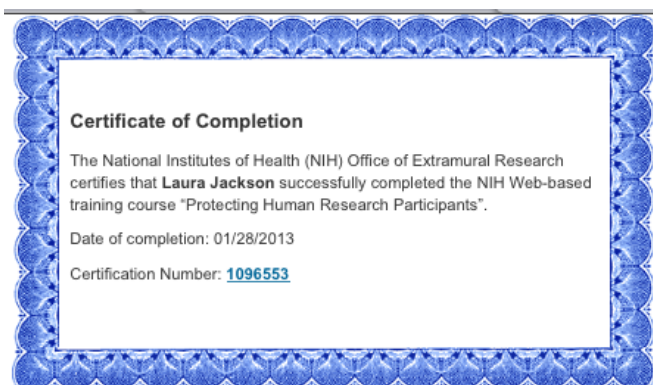 Certificate of Completion
The National Institutes of Health (NIH) Office of Extramural Research
certifies that Laura Jackson successfully completed the NIH Web-based
training course “Protecting Human Research Participants”.
Date of completion: 01/28/2013
Certification Number: 1096553